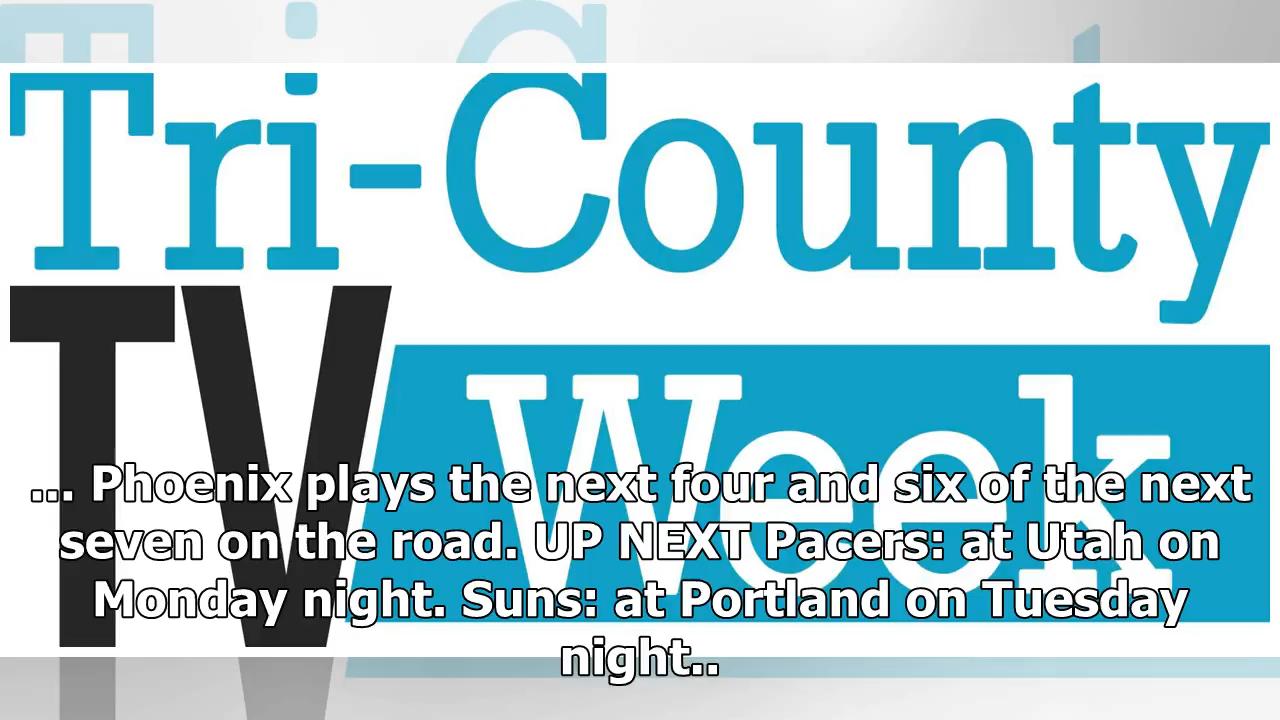 Tri-County
TV Week
... Phoenix plays the next four and six of the next
seven on the road. UP NEXT Pacers: at Utah on
Monday night. Suns: at Portland on Tuesday
night..